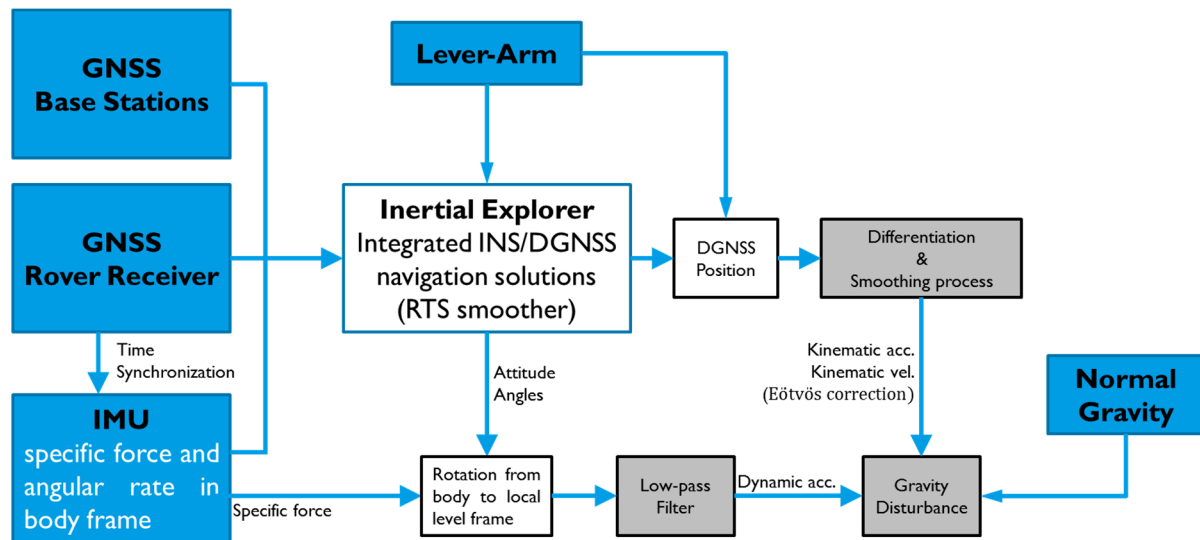 GNSS
Base Stations
Lever-Arm
GNSS
Rover Receiver
Inertial Explorer
Integrated INS/DGNSS
navigation solutions
(RTS smoother)
DGNSS
Position
Differentiation
&
Smoothing process
Time
Synchronization
Attitude
Angles
Kinematic acc.
Kinematic vel.
(Eötvös correction)
Normal
Gravity
IMU
specific force and
angular rate in
body frame
Specific force
Rotation from
body to local
level frame
Low-pass
Filter
Dynamic acc.
Gravity
Disturbance